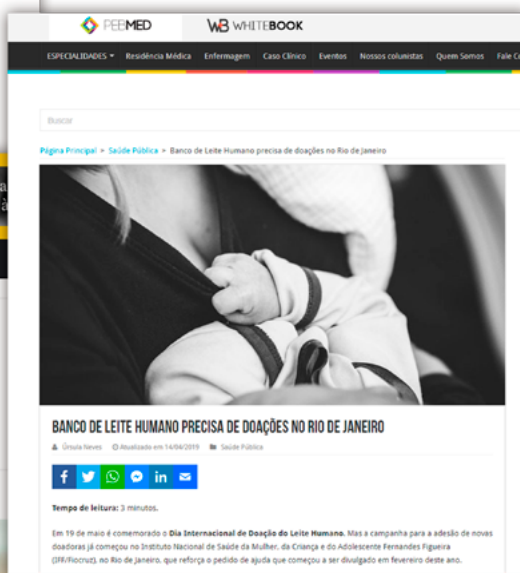 PEBMED WB WHITEBOOK
ESPECIALIDADES Residência Médica Enfermagem Caso Clínico Eventos Nossos colunistas Quem Somos Fale
Buscar
Página Principal > Saúde Pública > Banco de Leite Humano precisa de doações no Rio de Janeiro
BANCO DE LEITE HUMANO PRECISA DE DOAÇÕES NO RIO DE JANEIRO
Úrsula Neves Atualizado em 14/04/2019 Saúde Pública
Tempo de leitura: 3 minutos.
Em 19 de maio é comemorado o Dia Internacional de Doação do Leite Humano. Mas a campanha para a adesão de novas
doadoras já começou no Instituto Nacional de Saúde da Mulher, da Criança e do Adolescente Fernandes Figueira
(IFF/Fiocruz), no Rio de Janeiro, que reforça o pedido de ajuda que começou a ser divulgado em fevereiro deste ano.